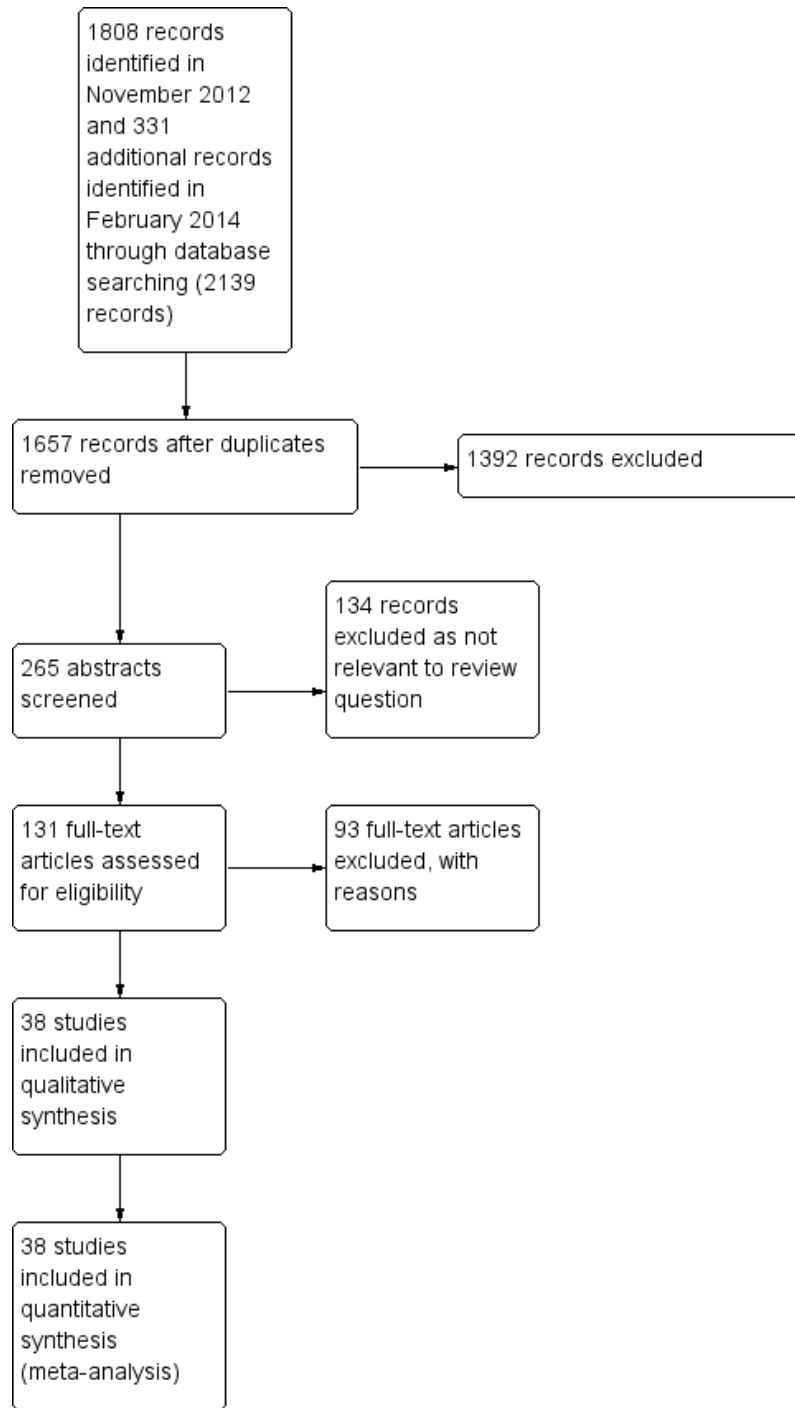 1808 records
identified in
November 2012
and 331
additional records
identified in
February 2014
through database
searching (2139
records)
1657 records after duplicates
removed
1392 records excluded
134 records
excluded as not
relevant to review
question
265 abstracts
screened
131 full-text
articles assessed
for eligibility
93 full-text articles
excluded, with
reasons
38 studies
included in
qualitative
synthesis
38 studies
included in
quantitative
synthesis
(meta-analysis)